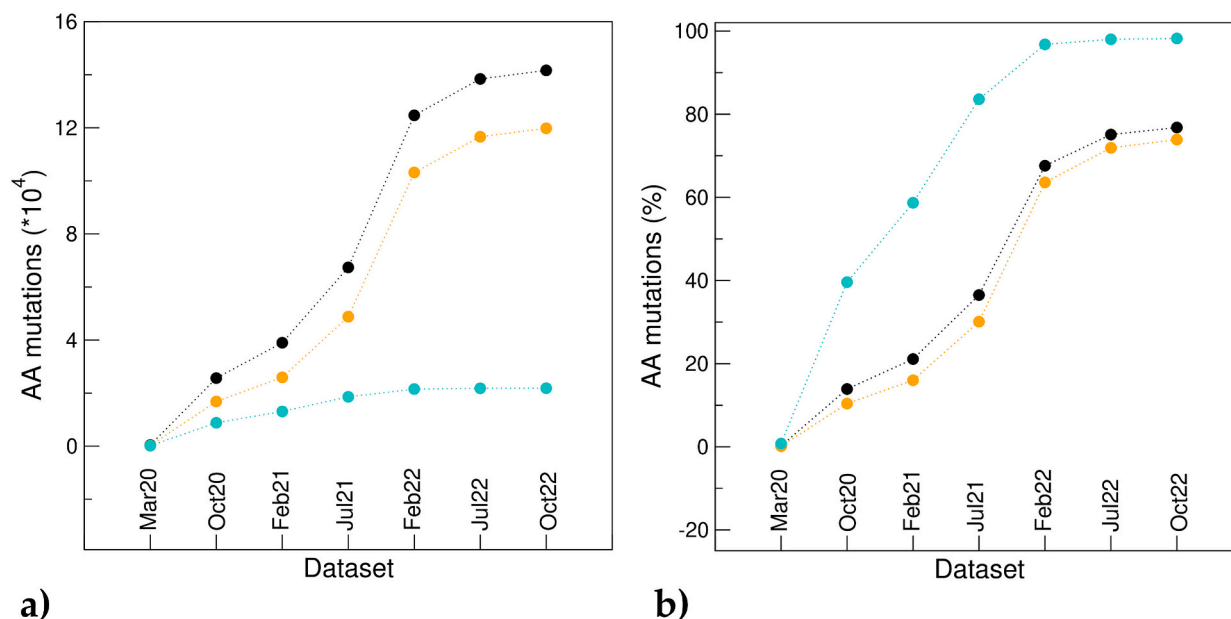 16
12
8
4
0
AA mutations (*10^4)
Mar20
Oct20
Feb21
Jul21
Feb22
Jul22
Oct22
Dataset
a)
100
80
60
40
20
0
-20
AA mutations (%)
Mar20
Oct20
Feb21
Jul21
Feb22
Jul22
Oct22
Dataset
b)